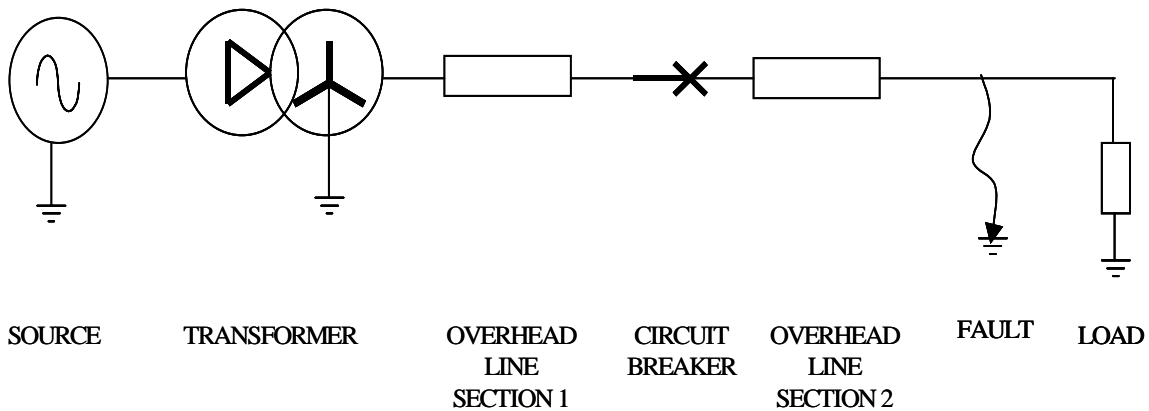 SOURCE
TRANSFORMER
OVERHEAD
LINE
SECTION 1
CIRCUIT
BREAKER
OVERHEAD
LINE
SECTION 2
FAULT
LOAD